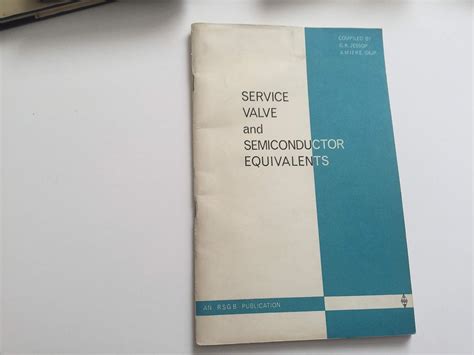 COMPILED BY
G.R. JESSOP
SERVICE
VALVE
and
SEMICONDUCTOR
EQUIVALENTS
AN R.S.G.B. PUBLICATION